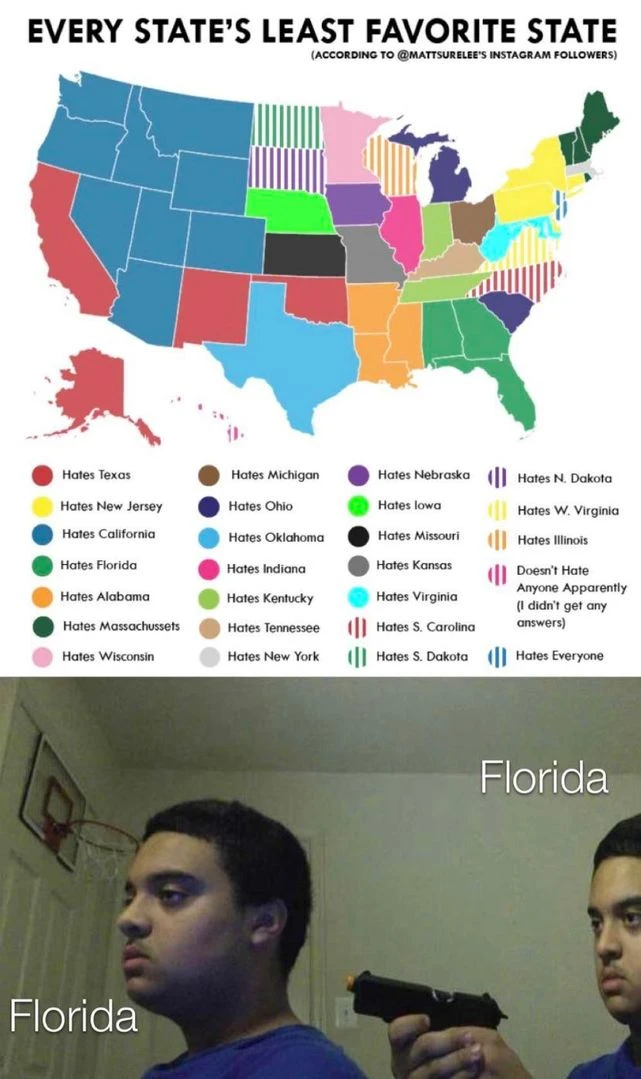 EVERY STATE'S LEAST FAVORITE STATE
(ACCORDING TO @MATTSURELEE'S INSTAGRAM FOLLOWERS)
Hates Texas
Hates New Jersey
Hates California
Hates Florida
Hates Alabama
Hates Massachussets
Hates Wisconsin
Hates Michigan
Hates Ohio
Hates Oklahoma
Hates Indiana
Hates Kentucky
Hates Tennessee
Hates New York
Hates Nebraska
Hates Iowa
Hates Missouri
Hates Kansas
Hates Virginia
Hates S. Carolina
Hates S. Dakota
Hates N. Dakota
Hates W. Virginia
Hates Illinois
Doesn't Hate
Anyone Apparently
(I didn't get any
answers)
Hates Everyone
Florida
Florida